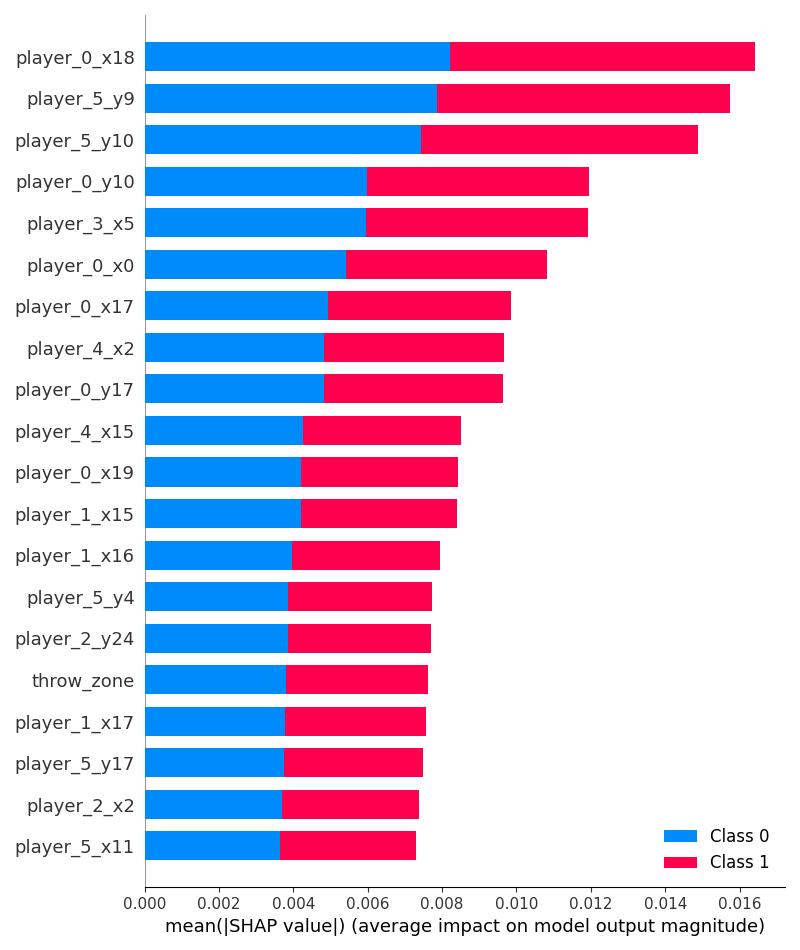 player_0_x18
player_5_y9
player_5_y10
player_0_y10
player_3_x5
player_0_x0
player_0_x17
player_4_x2
player_0_y17
player_4_x15
player_0_x19
player_1_x15
player_1_x16
player_5_y4
player_2_y24
throw_zone
player_1_x17
player_5_y17
player_2_x2
player_5_x11
Class 0
Class 1
0.000 0.002 0.004 0.006 0.008 0.010 0.012 0.014 0.016
mean(|SHAP value|) (average impact on model output magnitude)